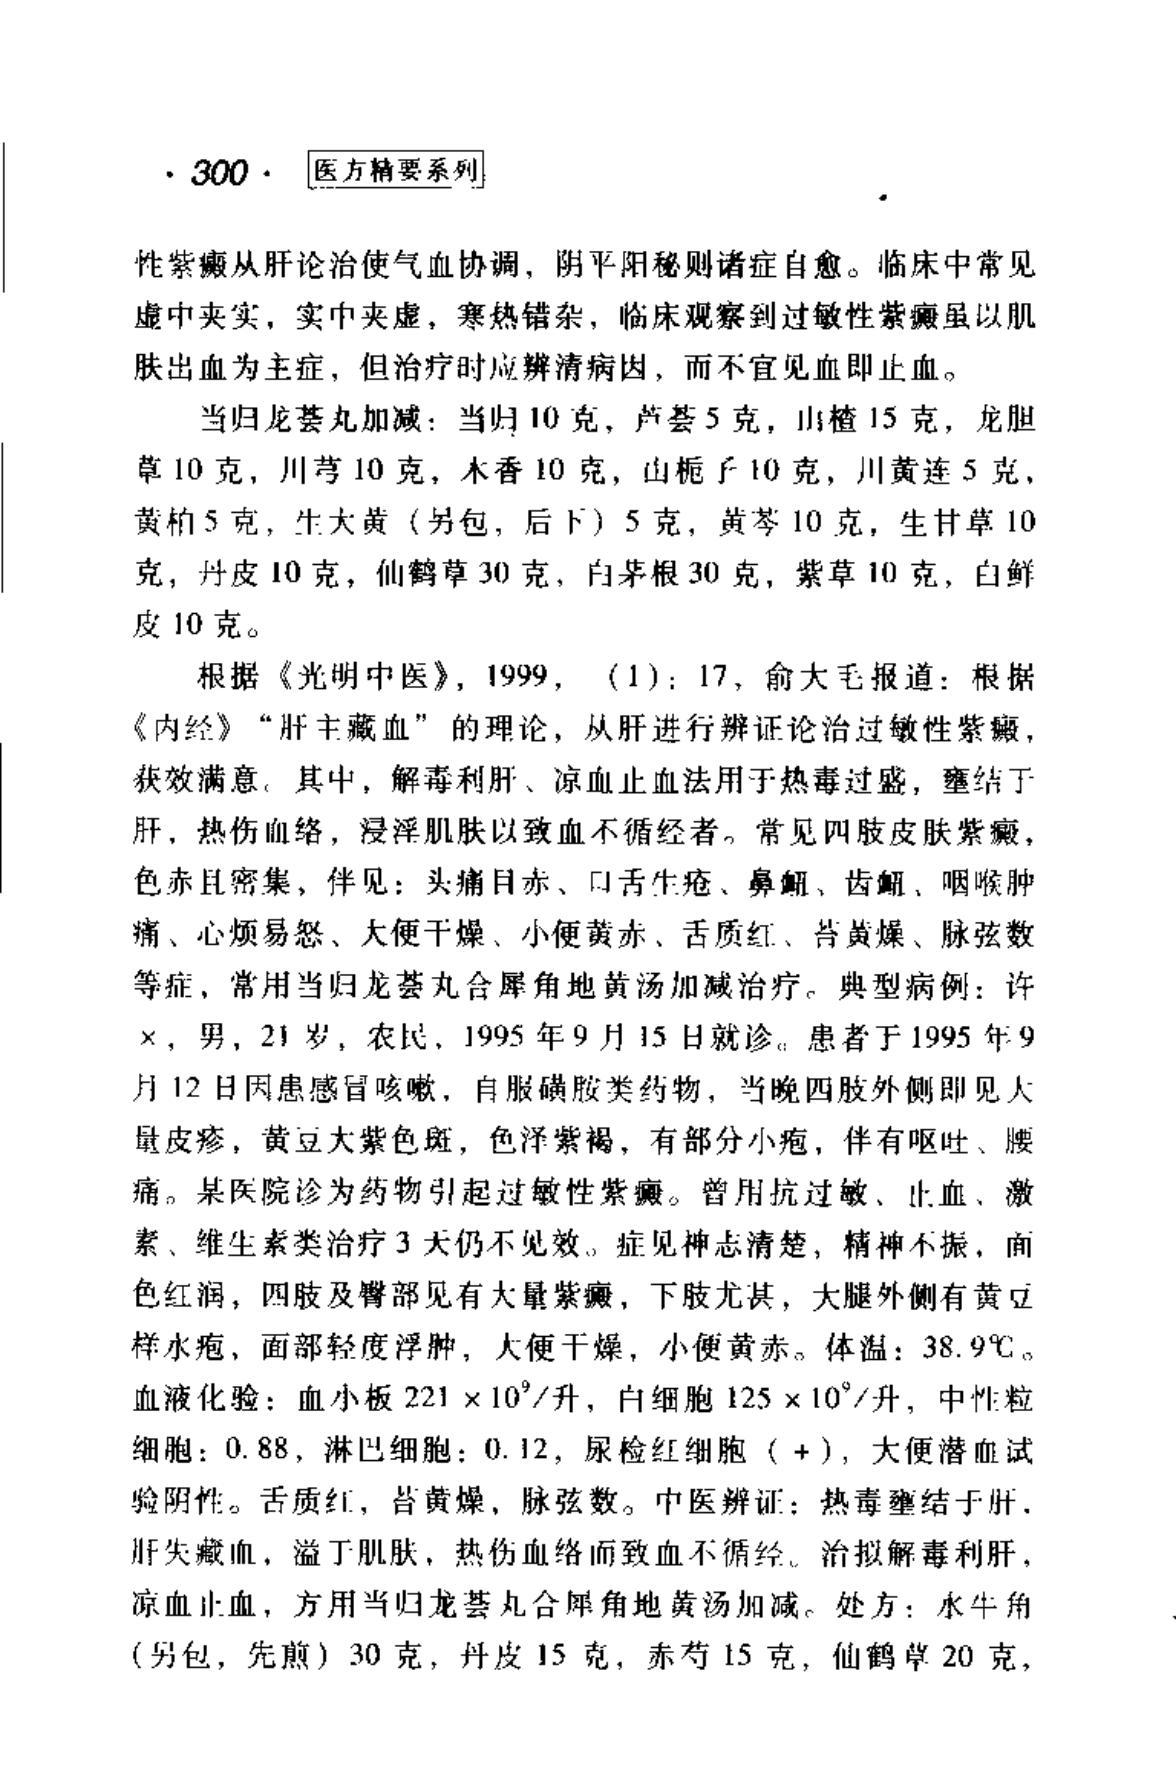 · 300 · 医方精要系列
性紫癜从肝论治使气血协调，阴平阳秘则诸症自愈。临床中常见
虚中夹实，实中夹虚，寒热错杂，临床观察到过敏性紫癜虽以肌
肤出血为主症，但治疗时应辨清病因，而不宜见血即止血。
当归龙荟丸加减：当归 10 克，芦荟 5 克，山楂 15 克，龙胆
草 10 克，川芎 10 克，木香 10 克，山栀子 10 克，川黄连 5 克，
黄柏 5 克，生大黄（另包，后下）5 克，黄芩 10 克，生甘草 10
克，丹皮 10 克，仙鹤草 30 克，白茅根 30 克，紫草 10 克，白鲜
皮 10 克。
根据《光明中医》，1999，（1）：17，俞大毛报道：根据
《内经》“肝主藏血”的理论，从肝进行辨证论治过敏性紫癜，
获效满意。其中，解毒利肝、凉血止血法用于热毒过盛，壅结于
肝，热伤血络，浸淫肌肤以致血不循经者。常见四肢皮肤紫癜，
色赤且密集，伴见：头痛目赤、口舌生疮、鼻衄、齿衄、咽喉肿
痛、心烦易怒、大便干燥、小便黄赤、舌质红、苔黄燥、脉弦数
等症，常用当归龙荟丸合犀角地黄汤加减治疗。典型病例：许
×，男，21 岁，农民，1995 年 9 月 15 日就诊。患者于 1995 年 9
月 12 日因患感冒咳嗽，自服磺胺类药物，当晚四肢外侧即见大
量皮疹，黄豆大紫色斑，色泽紫褐，有部分小疱，伴有呕吐、腰
痛。某医院诊为药物引起过敏性紫癜。曾用抗过敏、止血、激
素、维生素类治疗 3 天仍不见效。症见神志清楚，精神不振，面
色红润，四肢及臀部见有大量紫癜，下肢尤甚，大腿外侧有黄豆
样水疱，面部轻度浮肿，大便干燥，小便黄赤。体温：38.9℃。
血液化验：血小板 221 × 10⁹/升，白细胞 125 × 10⁹/升，中性粒
细胞：0.88，淋巴细胞：0.12，尿检红细胞（+），大便潜血试
验阴性。舌质红，苔黄燥，脉弦数。中医辨证：热毒壅结于肝，
肝失藏血，溢于肌肤，热伤血络而致血不循经。治拟解毒利肝，
凉血止血，方用当归龙荟丸合犀角地黄汤加减。处方：水牛角
（另包，先煎）30 克，丹皮 15 克，赤芍 15 克，仙鹤草 20 克，